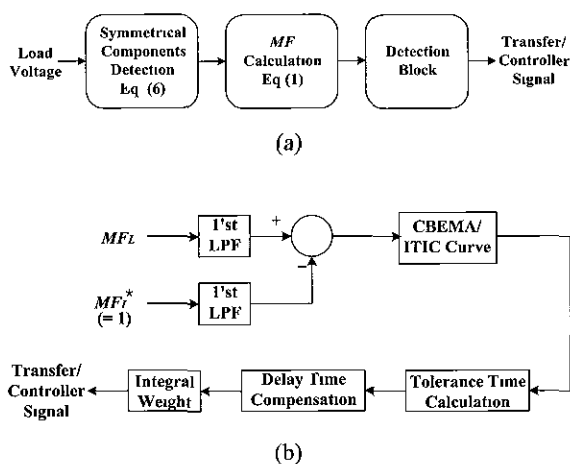 Load
Voltage
Symmetrical
Components
Detection
Eq (6)
MF
Calculation
Eq (1)
Detection
Block
Transfer/
Controller
Signal
(a)
MFL
1'st
LPF
+
−
CBEMA/
ITIC Curve
MFI*
(= 1)
1'st
LPF
Transfer/
Controller
Signal
Integral
Weight
Delay Time
Compensation
Tolerance Time
Calculation
(b)